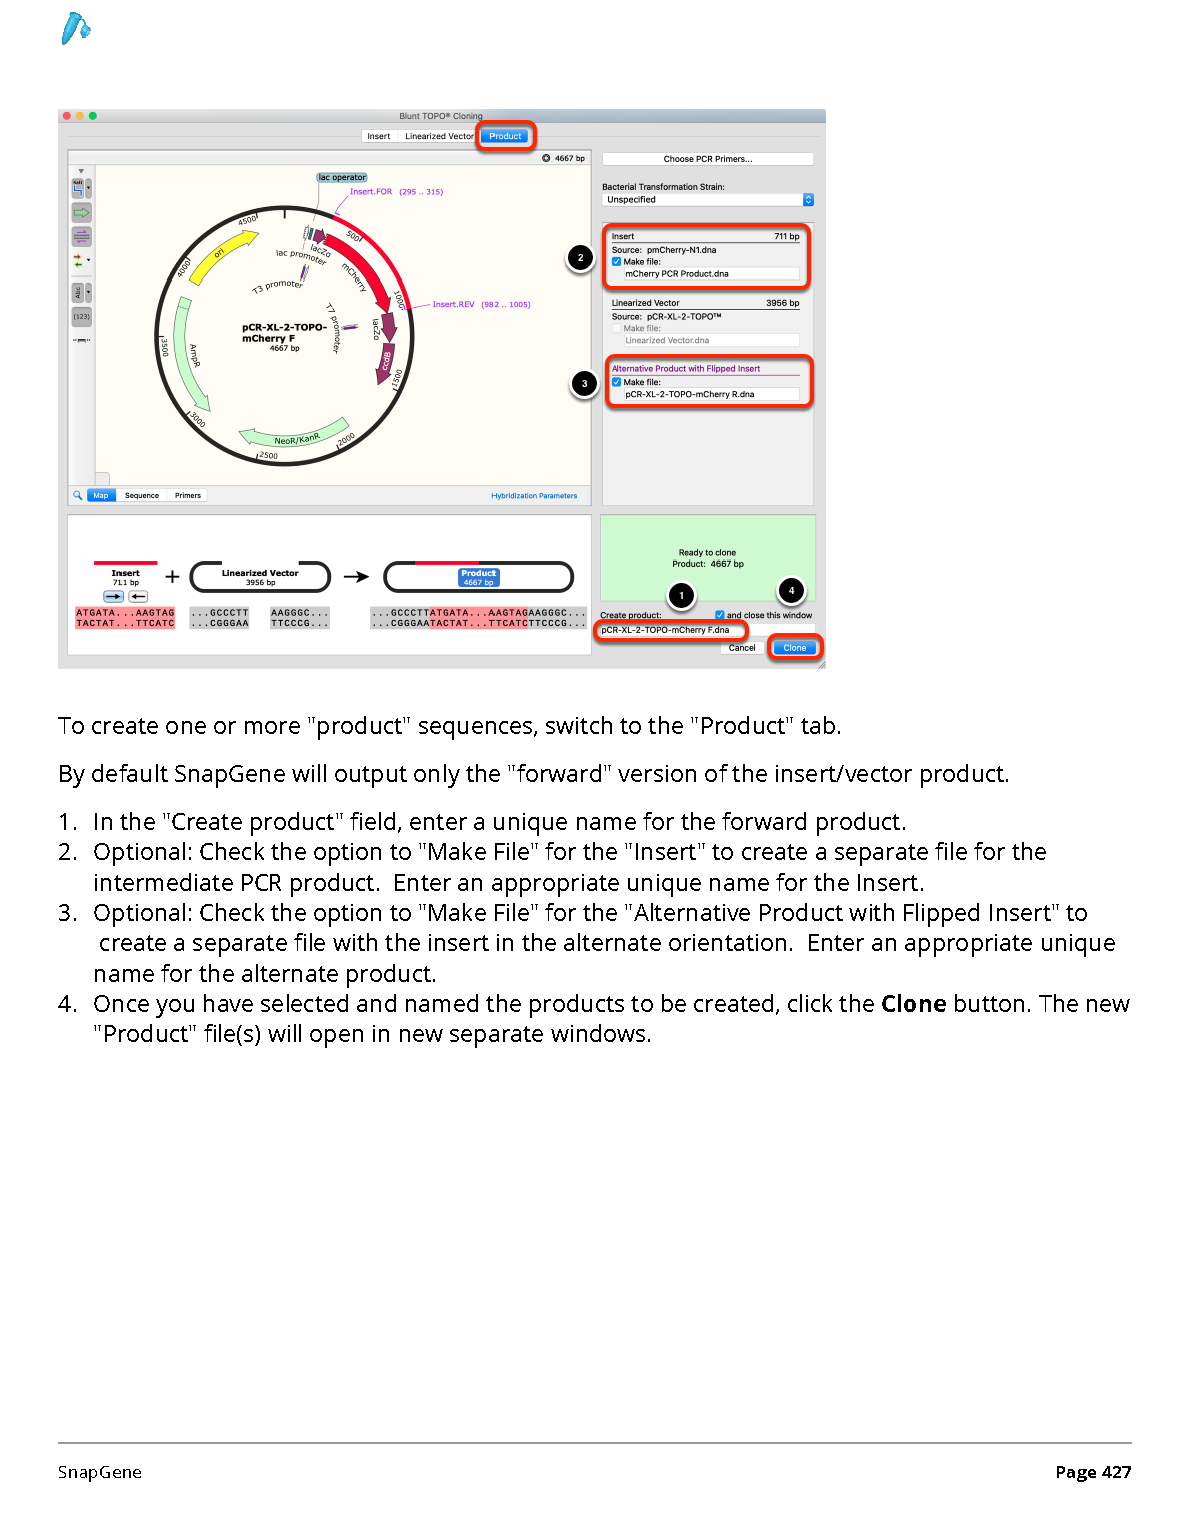 Blunt TOPO® Cloning
Insert Linearized Vector Product
4667 bp
Choose PCR Primers...
Bacterial Transformation Strain:
Unspecified
lac operator
Insert.FOR (295 .. 315)
4500
500
ori
lacZα
lac promoter
mCherry
4000
T3 promoter
1000
Insert.REV (982 .. 1005)
T7 promoter
lacZα
pCR-XL-2-TOPO-
mCherry F
4667 bp
3500
AmpR
ccdB
1500
3000
NeoR/KanR
2000
2500
Abc
(123)
2
Insert 711 bp
Source: pmCherry-N1.dna
Make file:
mCherry PCR Product.dna
Linearized Vector 3956 bp
Source: pCR-XL-2-TOPO™
Make file:
Linearized Vector.dna
3
Alternative Product with Flipped Insert
Make file:
pCR-XL-2-TOPO-mCherry R.dna
Map Sequence Primers
Hybridization Parameters
Insert
711 bp
+
Linearized Vector
3956 bp
Product
4667 bp
ATGATA...AAGTAG ...GCCCTT AAGGGC... ...GCCCTTATGATA...AAGTAGAAGGGC...
TACTAT...TTCATC ...CGGGAA TTCCCG... ...CGGGAATACTAT...TTCATCTTCCCG...
Ready to clone
Product: 4667 bp
1
4
Create product: and close this window
pCR-XL-2-TOPO-mCherry F.dna
Cancel Clone
To create one or more "product" sequences, switch to the "Product" tab.
By default SnapGene will output only the "forward" version of the insert/vector product.
1. In the "Create product" field, enter a unique name for the forward product.
2. Optional: Check the option to "Make File" for the "Insert" to create a separate file for the
intermediate PCR product. Enter an appropriate unique name for the Insert.
3. Optional: Check the option to "Make File" for the "Alternative Product with Flipped Insert" to
create a separate file with the insert in the alternate orientation. Enter an appropriate unique
name for the alternate product.
4. Once you have selected and named the products to be created, click the Clone button. The new
"Product" file(s) will open in new separate windows.
SnapGene
Page 427